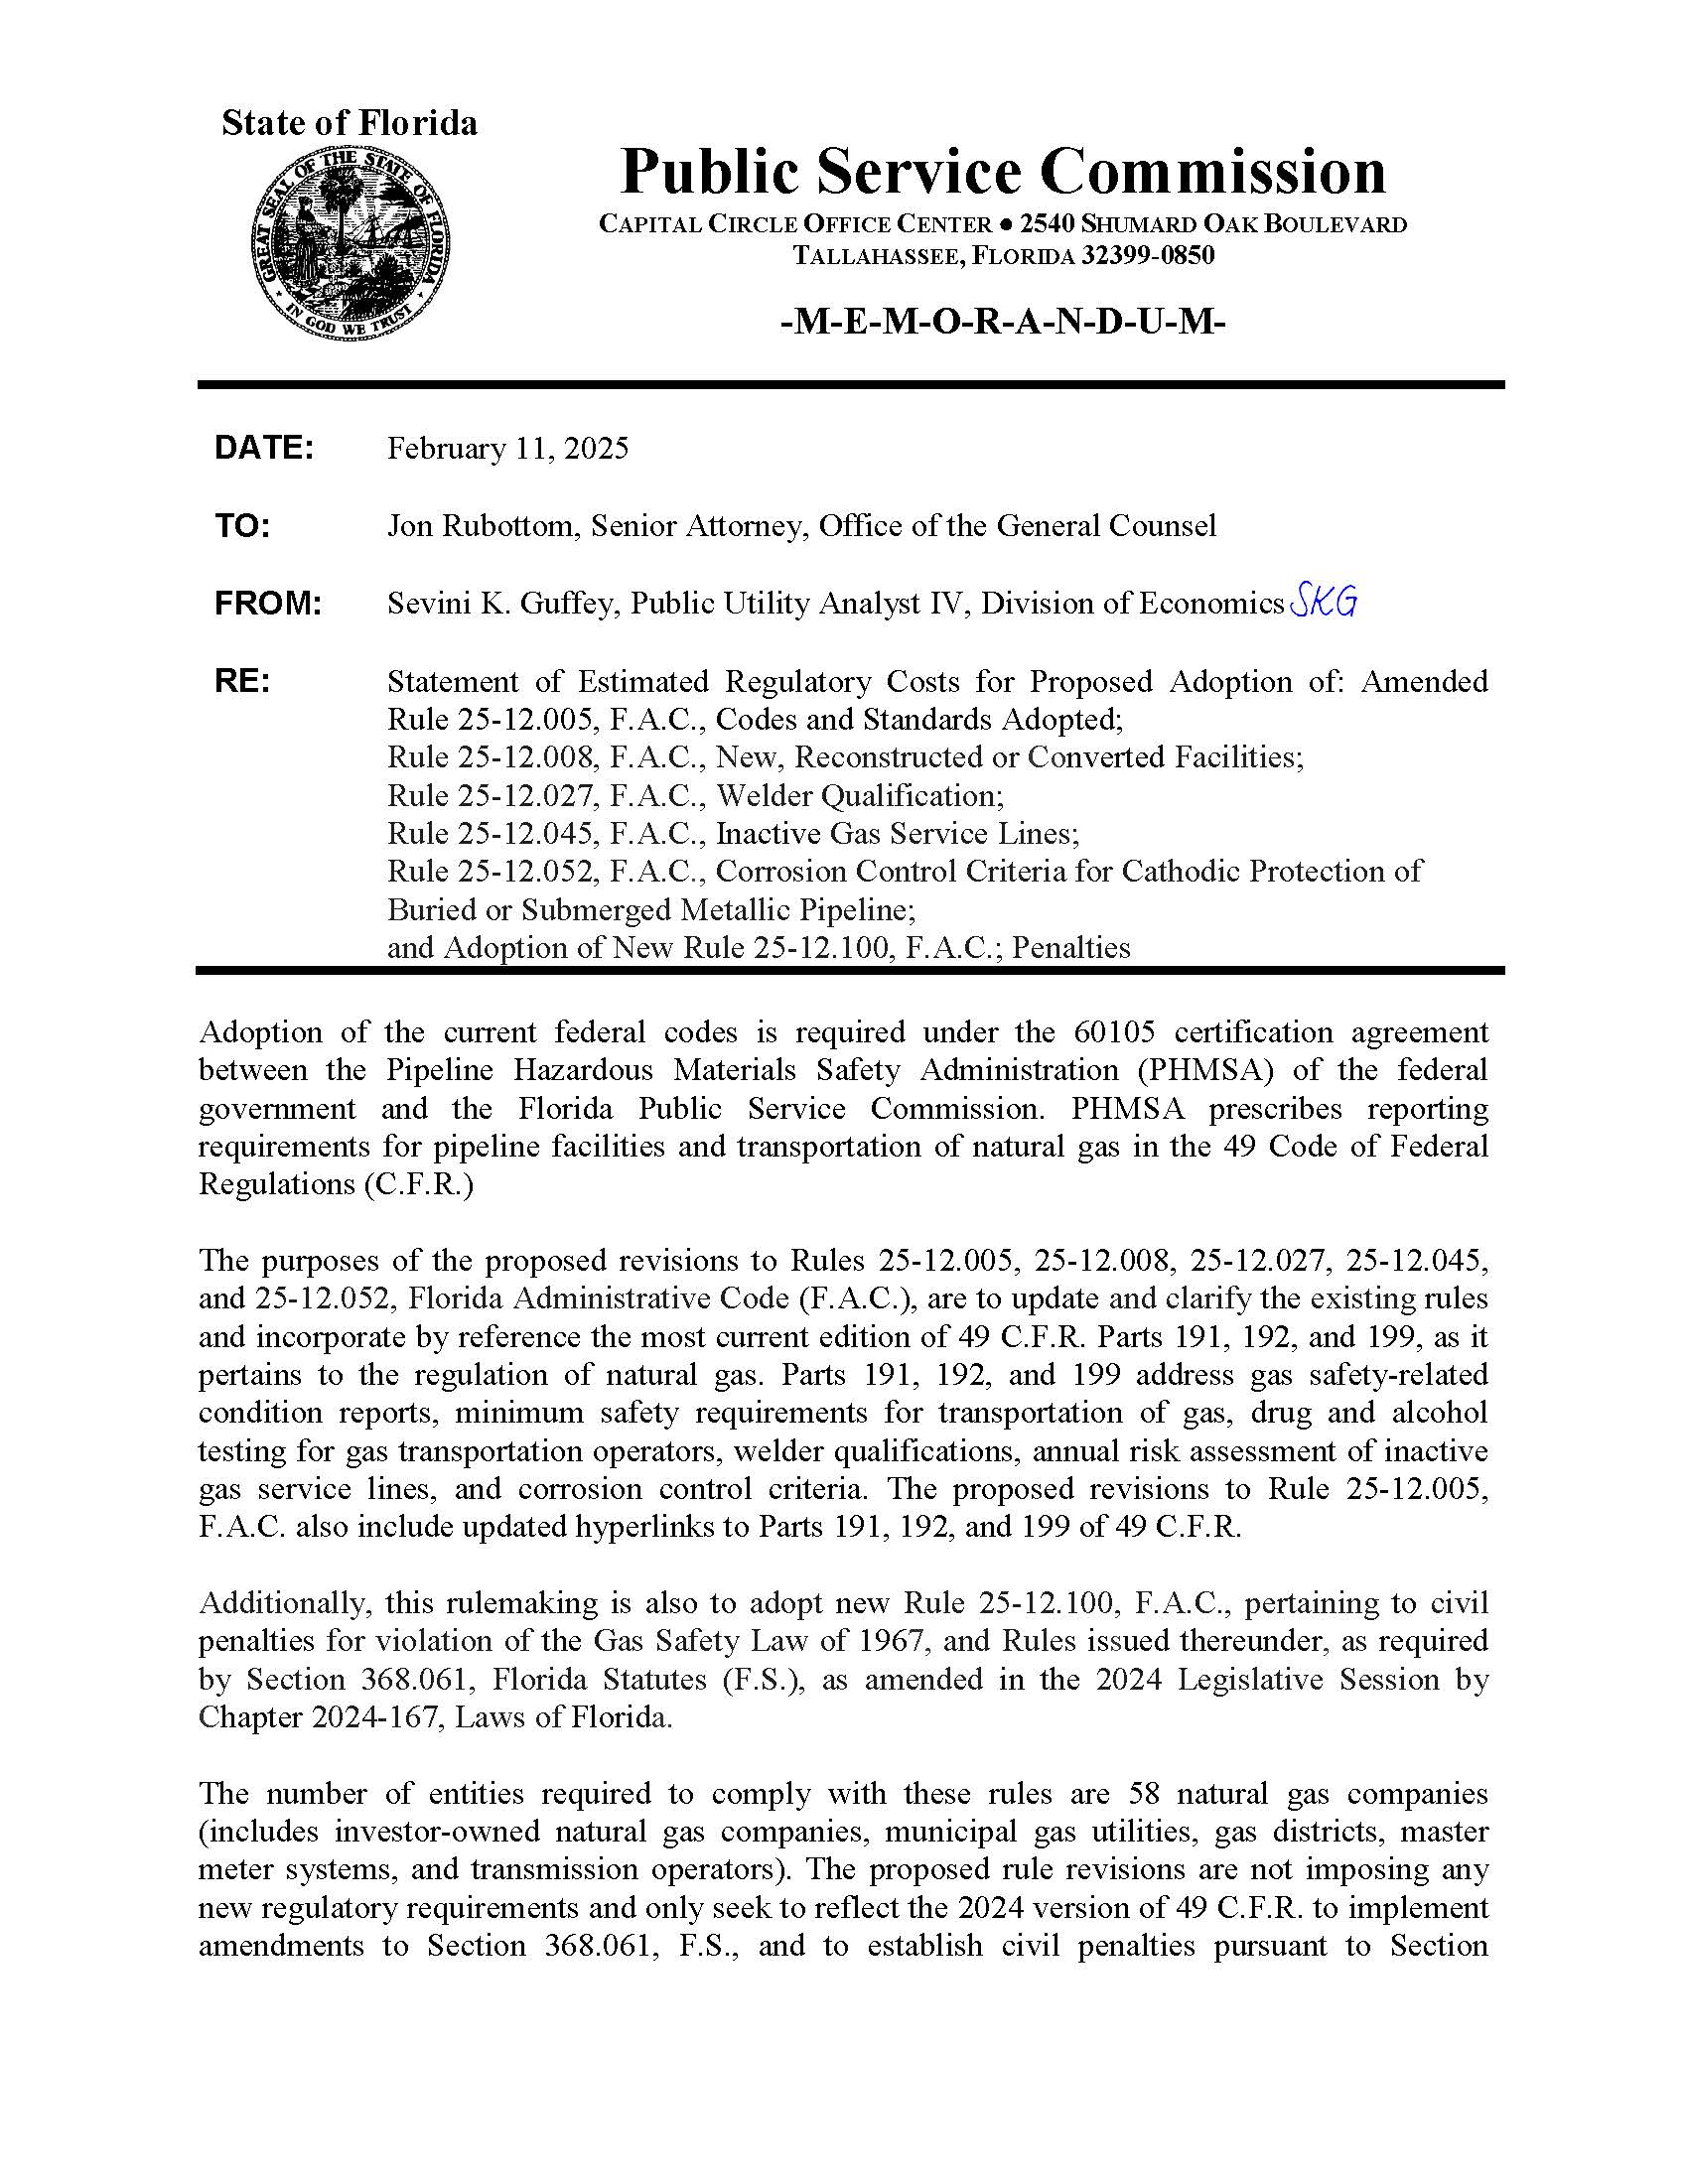 State of Florida
GREAT SEAL OF THE STATE OF FLORIDA
IN GOD WE TRUST
Public Service Commission
CAPITAL CIRCLE OFFICE CENTER ● 2540 SHUMARD OAK BOULEVARD
TALLAHASSEE, FLORIDA 32399-0850
-M-E-M-O-R-A-N-D-U-M-
DATE: February 11, 2025
TO: Jon Rubottom, Senior Attorney, Office of the General Counsel
FROM: Sevini K. Guffey, Public Utility Analyst IV, Division of Economics SKG
RE: Statement of Estimated Regulatory Costs for Proposed Adoption of: Amended
Rule 25-12.005, F.A.C., Codes and Standards Adopted;
Rule 25-12.008, F.A.C., New, Reconstructed or Converted Facilities;
Rule 25-12.027, F.A.C., Welder Qualification;
Rule 25-12.045, F.A.C., Inactive Gas Service Lines;
Rule 25-12.052, F.A.C., Corrosion Control Criteria for Cathodic Protection of
Buried or Submerged Metallic Pipeline;
and Adoption of New Rule 25-12.100, F.A.C.; Penalties
Adoption of the current federal codes is required under the 60105 certification agreement
between the Pipeline Hazardous Materials Safety Administration (PHMSA) of the federal
government and the Florida Public Service Commission. PHMSA prescribes reporting
requirements for pipeline facilities and transportation of natural gas in the 49 Code of Federal
Regulations (C.F.R.)
The purposes of the proposed revisions to Rules 25-12.005, 25-12.008, 25-12.027, 25-12.045,
and 25-12.052, Florida Administrative Code (F.A.C.), are to update and clarify the existing rules
and incorporate by reference the most current edition of 49 C.F.R. Parts 191, 192, and 199, as it
pertains to the regulation of natural gas. Parts 191, 192, and 199 address gas safety-related
condition reports, minimum safety requirements for transportation of gas, drug and alcohol
testing for gas transportation operators, welder qualifications, annual risk assessment of inactive
gas service lines, and corrosion control criteria. The proposed revisions to Rule 25-12.005,
F.A.C. also include updated hyperlinks to Parts 191, 192, and 199 of 49 C.F.R.
Additionally, this rulemaking is also to adopt new Rule 25-12.100, F.A.C., pertaining to civil
penalties for violation of the Gas Safety Law of 1967, and Rules issued thereunder, as required
by Section 368.061, Florida Statutes (F.S.), as amended in the 2024 Legislative Session by
Chapter 2024-167, Laws of Florida.
The number of entities required to comply with these rules are 58 natural gas companies
(includes investor-owned natural gas companies, municipal gas utilities, gas districts, master
meter systems, and transmission operators). The proposed rule revisions are not imposing any
new regulatory requirements and only seek to reflect the 2024 version of 49 C.F.R. to implement
amendments to Section 368.061, F.S., and to establish civil penalties pursuant to Section